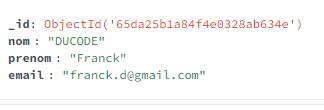 _id: ObjectId('65da25b1a84f4e0328ab634e')
nom : "DUCODE"
prenom : "Franck"
email : "franck.d@gmail.com"